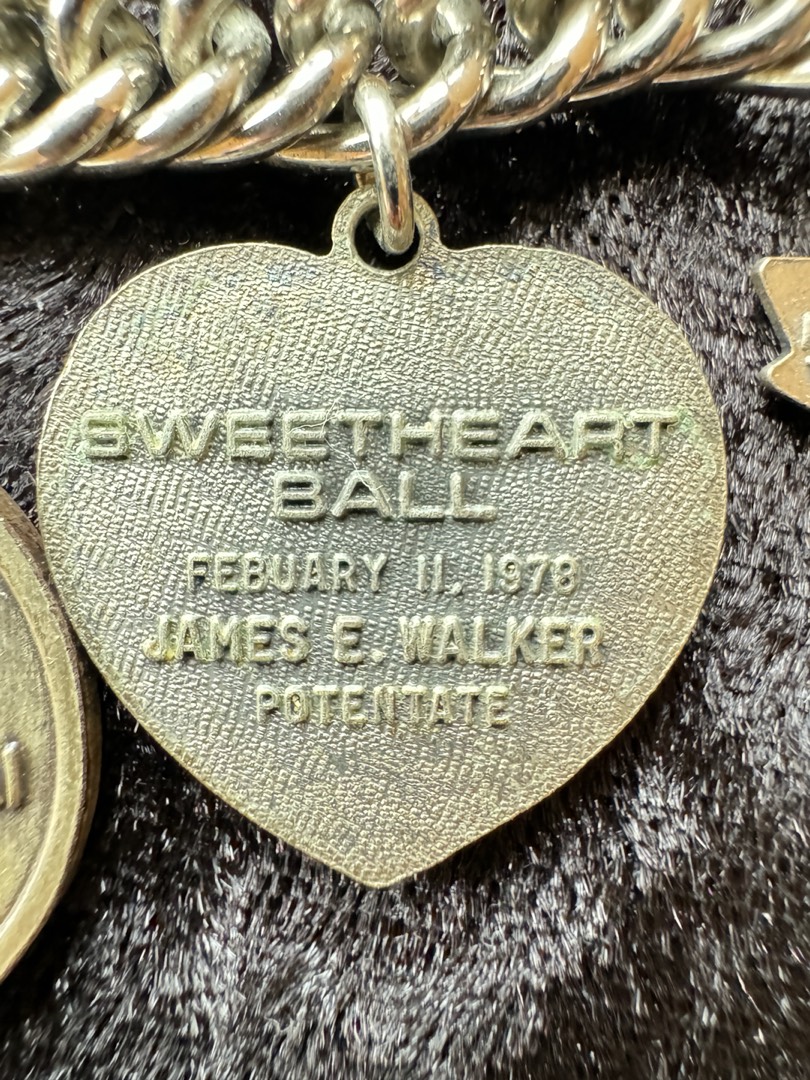 SWEETHEART
BALL
FEBUARY 11, 1978
JAMES E. WALKER
POTENTATE